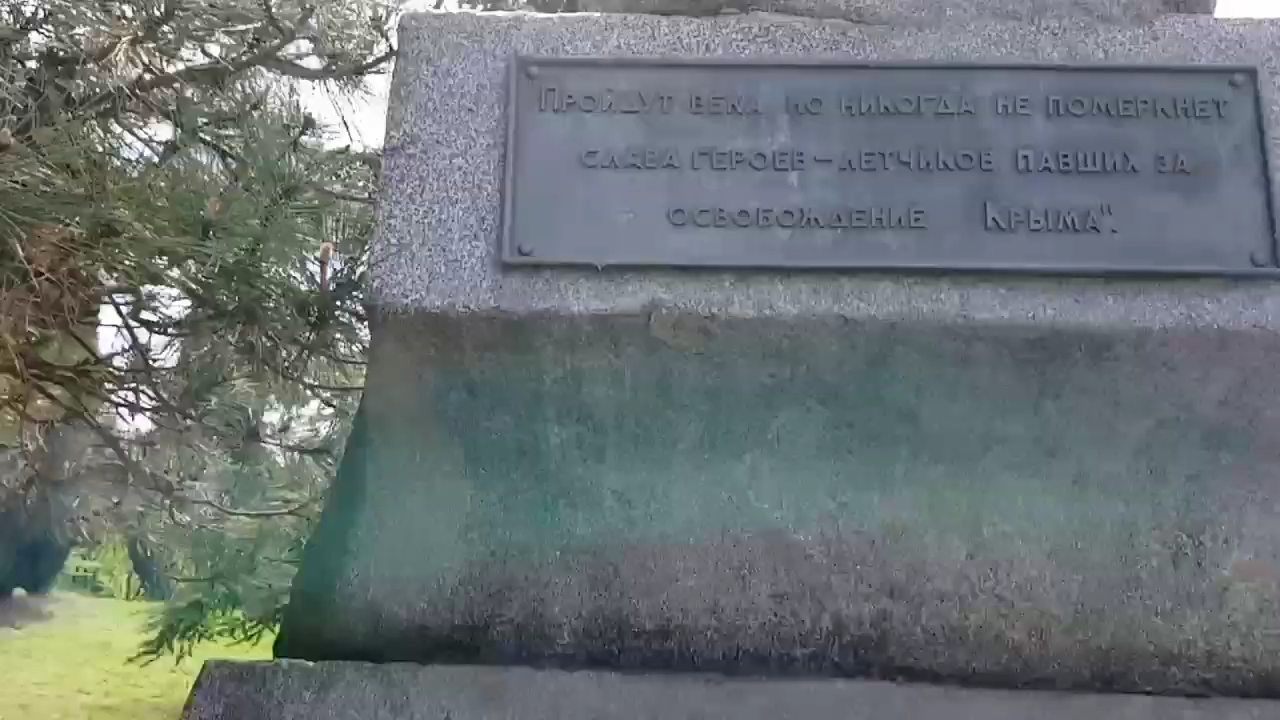 Пройдут века но никогда не померкнет
слава героев-летчиков павших за
освобождение Крыма".